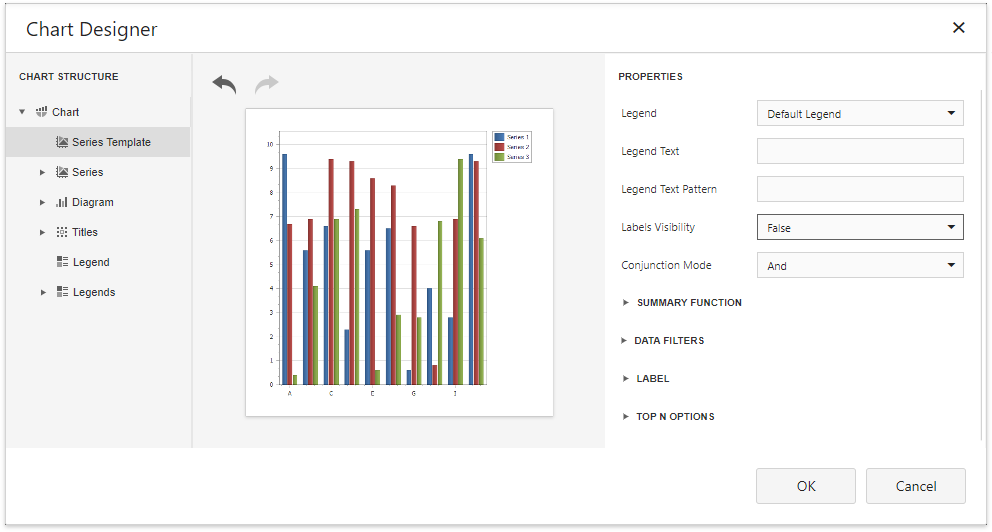 Chart Designer
CHART STRUCTURE
Chart
Series Template
Series
Diagram
Titles
Legend
Legends
Series 1
Series 2
Series 3
10
9
8
7
6
5
4
3
2
1
0
A
C
E
G
I
PROPERTIES
Legend
Default Legend
Legend Text
Legend Text Pattern
Labels Visibility
False
Conjunction Mode
And
SUMMARY FUNCTION
DATA FILTERS
LABEL
TOP N OPTIONS
OK
Cancel